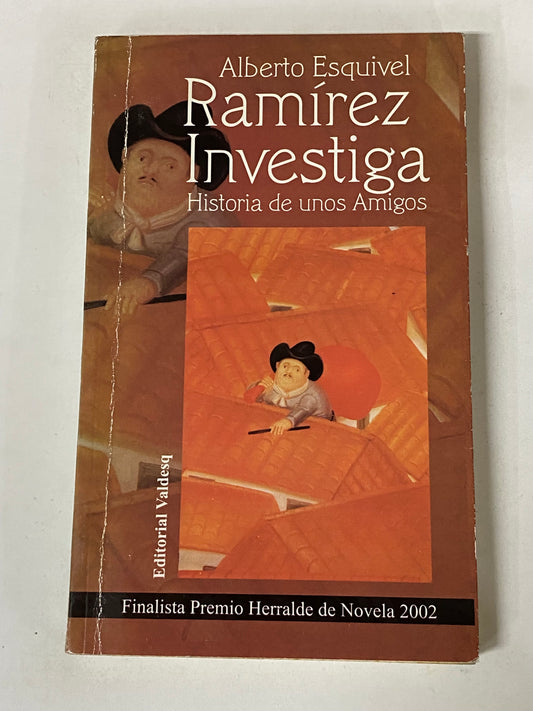 Alberto Esquivel
Ramírez
Investiga
Historia de unos Amigos
Editorial Valdesq
Finalista Premio Herralde de Novela 2002